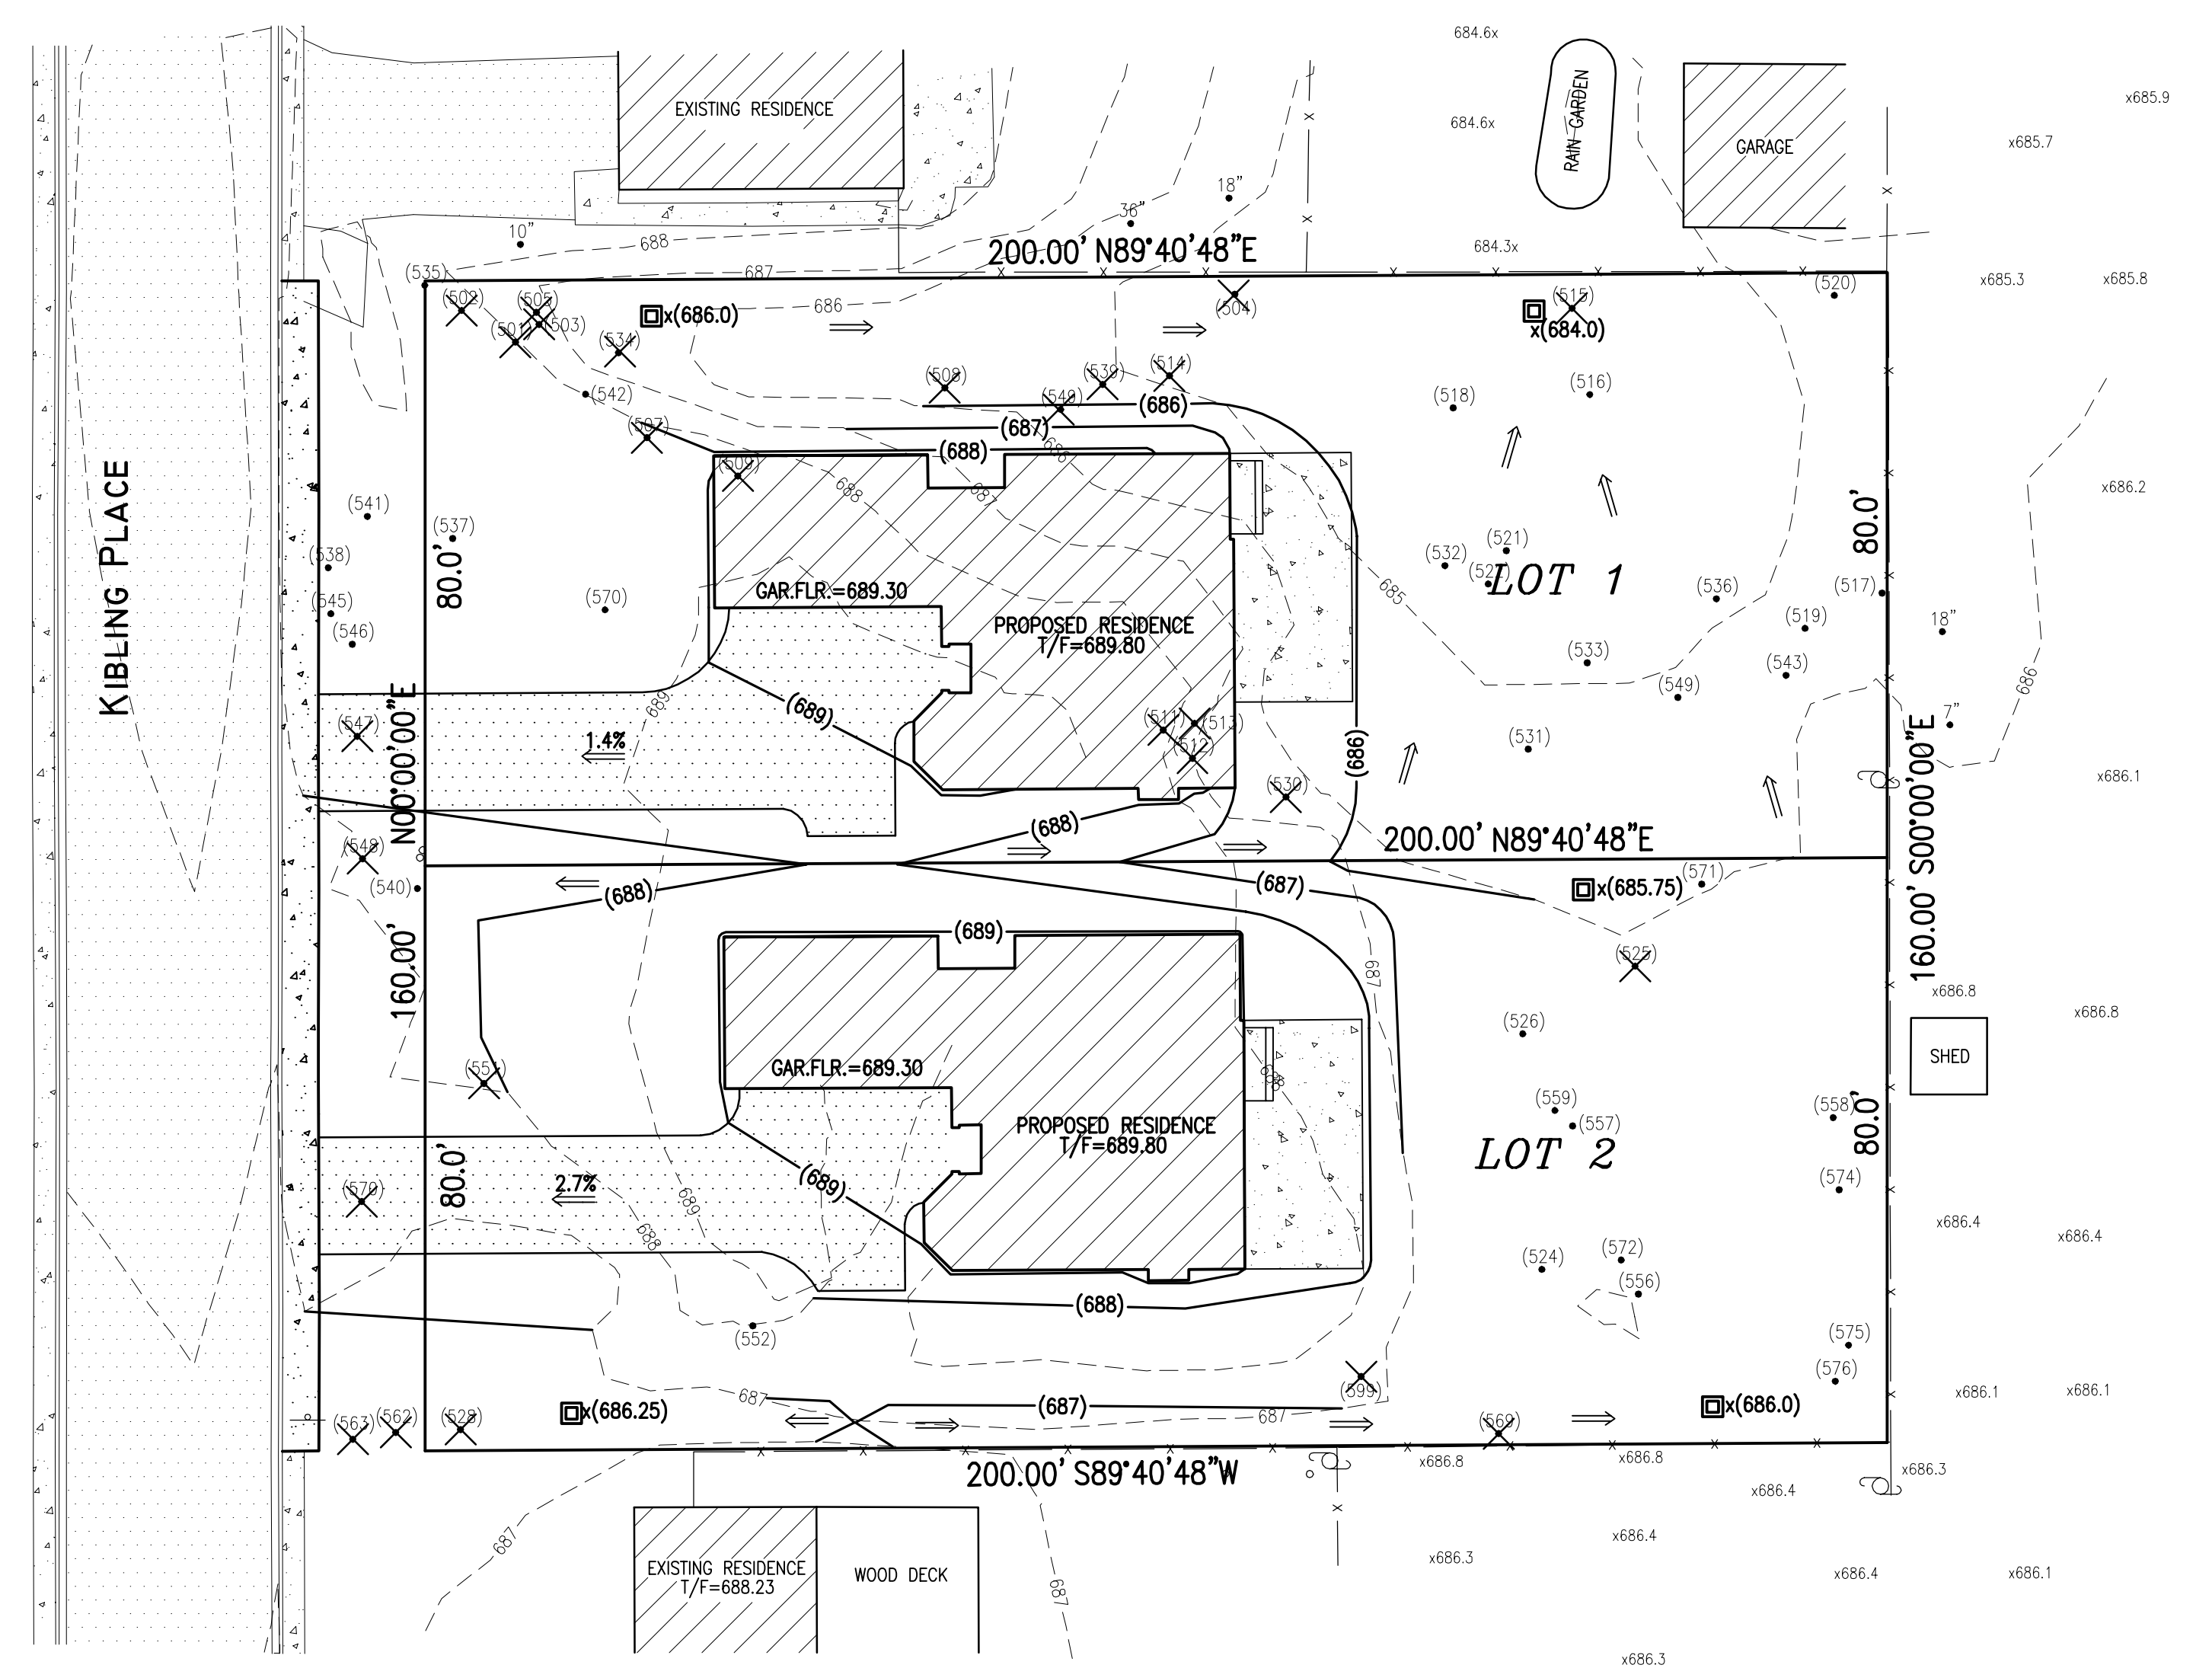 684.6x
x685.9
EXISTING RESIDENCE
RAIN GARDEN
684.6x
GARAGE
x685.7
18"
36"
10"
688
200.00' N89°40'48"E
684.3x
687
(535)
x685.3
x685.8
(520)
(502)
(505)
x(686.0)
686
(504)
(515)
(501)
(503)
x(684.0)
(534)
(514)
(508)
(539)
(542)
(518)
(516)
(686)
(507)
(687)
686
(688)
(509)
688
687
x686.2
(541)
(537)
80.0'
80.0'
(538)
(532)
(521)
LOT 1
(536)
(517)
685
GAR.FLR.=689.30
(545)
(570)
(546)
PROPOSED RESIDENCE
T/F=689.80
(519)
18"
(533)
(543)
(549)
686
KIBLING PLACE
689
(689)
(547)
(511)
(513)
(512)
1.4%
(686)
(531)
7"
x686.1
N00°00'00"E
(530)
(688)
200.00' N89°40'48"E
(548)
(540)
(688)
(687)
x(685.75)
(571)
160.00' S00°00'00"E
160.00'
(689)
(525)
687
x686.8
x686.8
(526)
SHED
(551)
GAR.FLR.=689.30
688
(559)
(557)
(558)
80.0'
PROPOSED RESIDENCE
T/F=689.80
LOT 2
80.0'
2.7%
(689)
(570)
(574)
689
688
x686.4
x686.4
(524)
(572)
(556)
(688)
(552)
(575)
(576)
(599)
x686.1
x686.1
687
x(686.25)
(687)
687
x(686.0)
(563)
(562)
(528)
(569)
200.00' S89°40'48"W
x686.8
x686.8
x686.3
x686.4
687
x686.4
x686.3
EXISTING RESIDENCE
T/F=688.23
WOOD DECK
687
x686.4
x686.1
x686.3